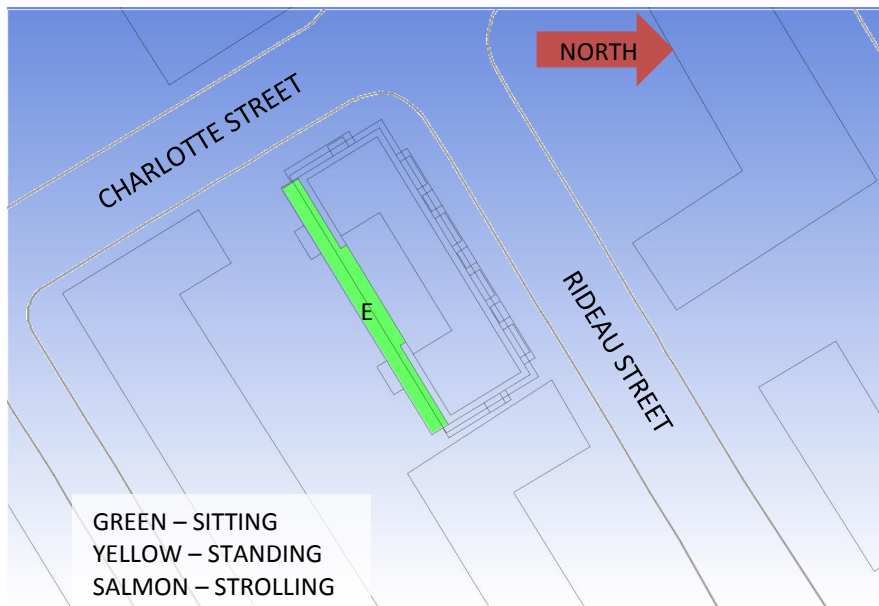 NORTH
CHARLOTTE STREET
E
RIDEAU STREET
GREEN – SITTING
YELLOW – STANDING
SALMON – STROLLING